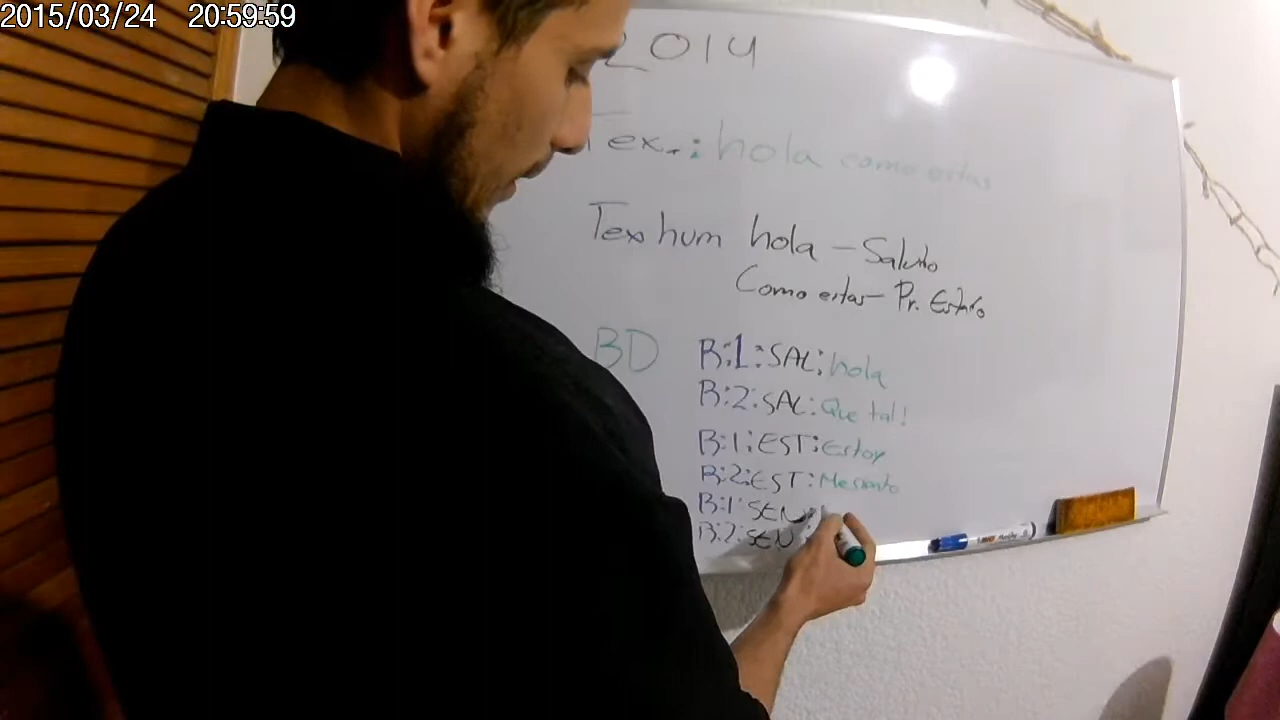 2015/03/24 20:59:59
2014
Tex.: hola como estas
Tex hum hola - Saludo
Como estas - Pr. Estado
BD
R:1:SAL:hola
R:2:SAL:Que tal!
R:1:EST:Estoy
R:2:EST:Me siento
R:1:SEN:
R:2:SEN